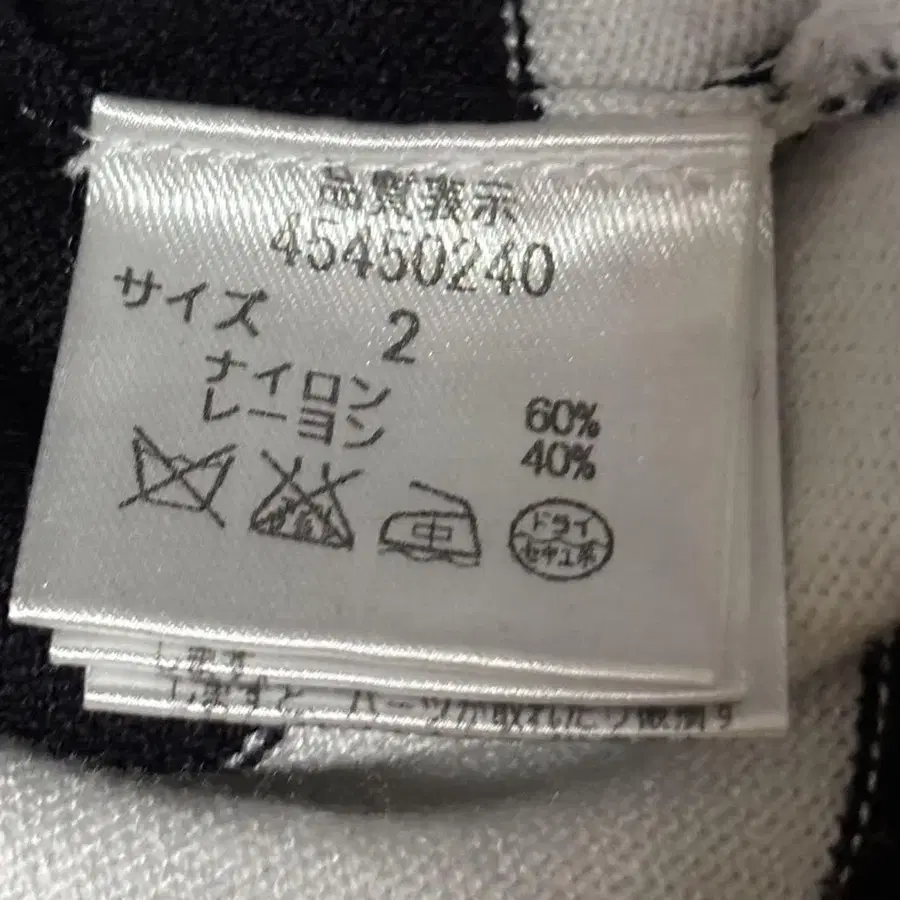 品質表示
45450240
サイズ 2
ナイロン 60%
レーヨン 40%
中
ドライ
セキユ系